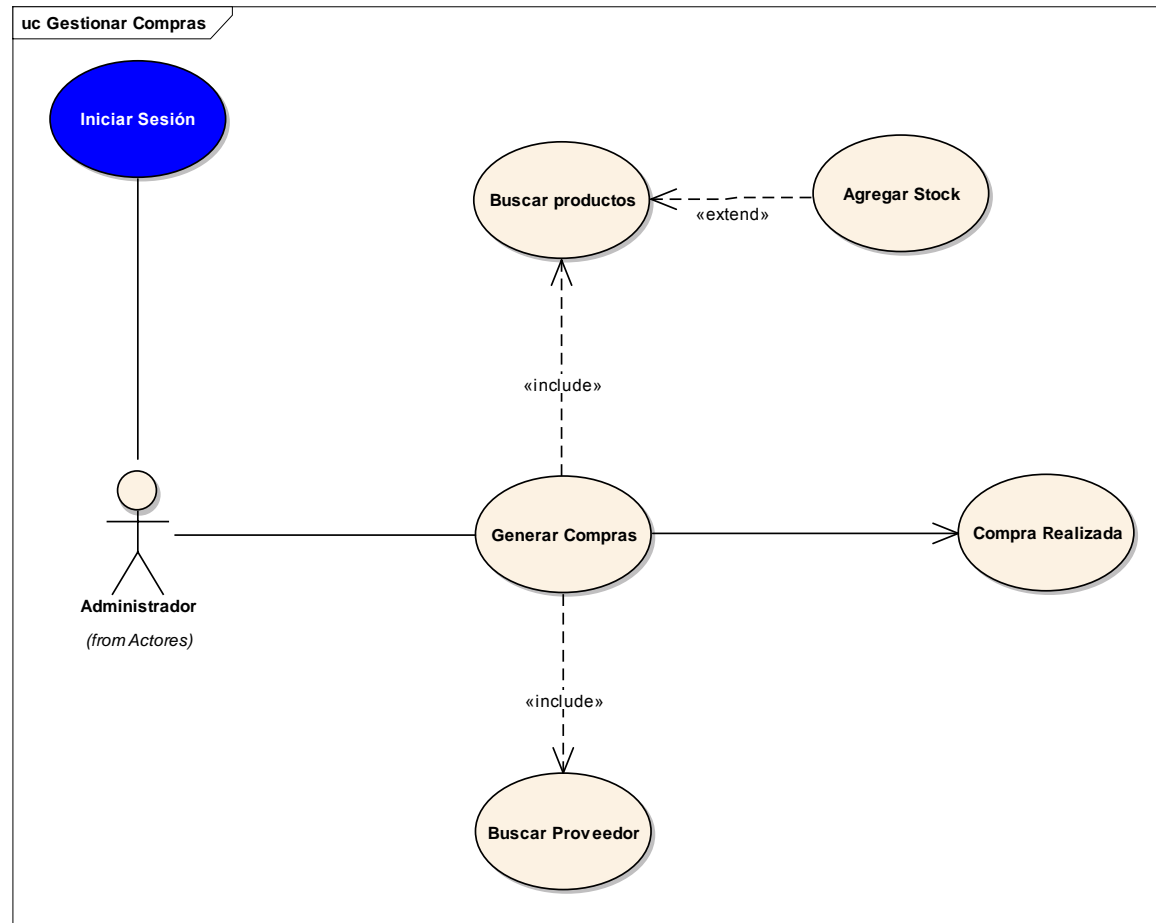 uc Gestionar Compras
Iniciar Sesión
Buscar productos
Agregar Stock
«extend»
«include»
Generar Compras
Compra Realizada
Administrador
(from Actores)
«include»
Buscar Proveedor